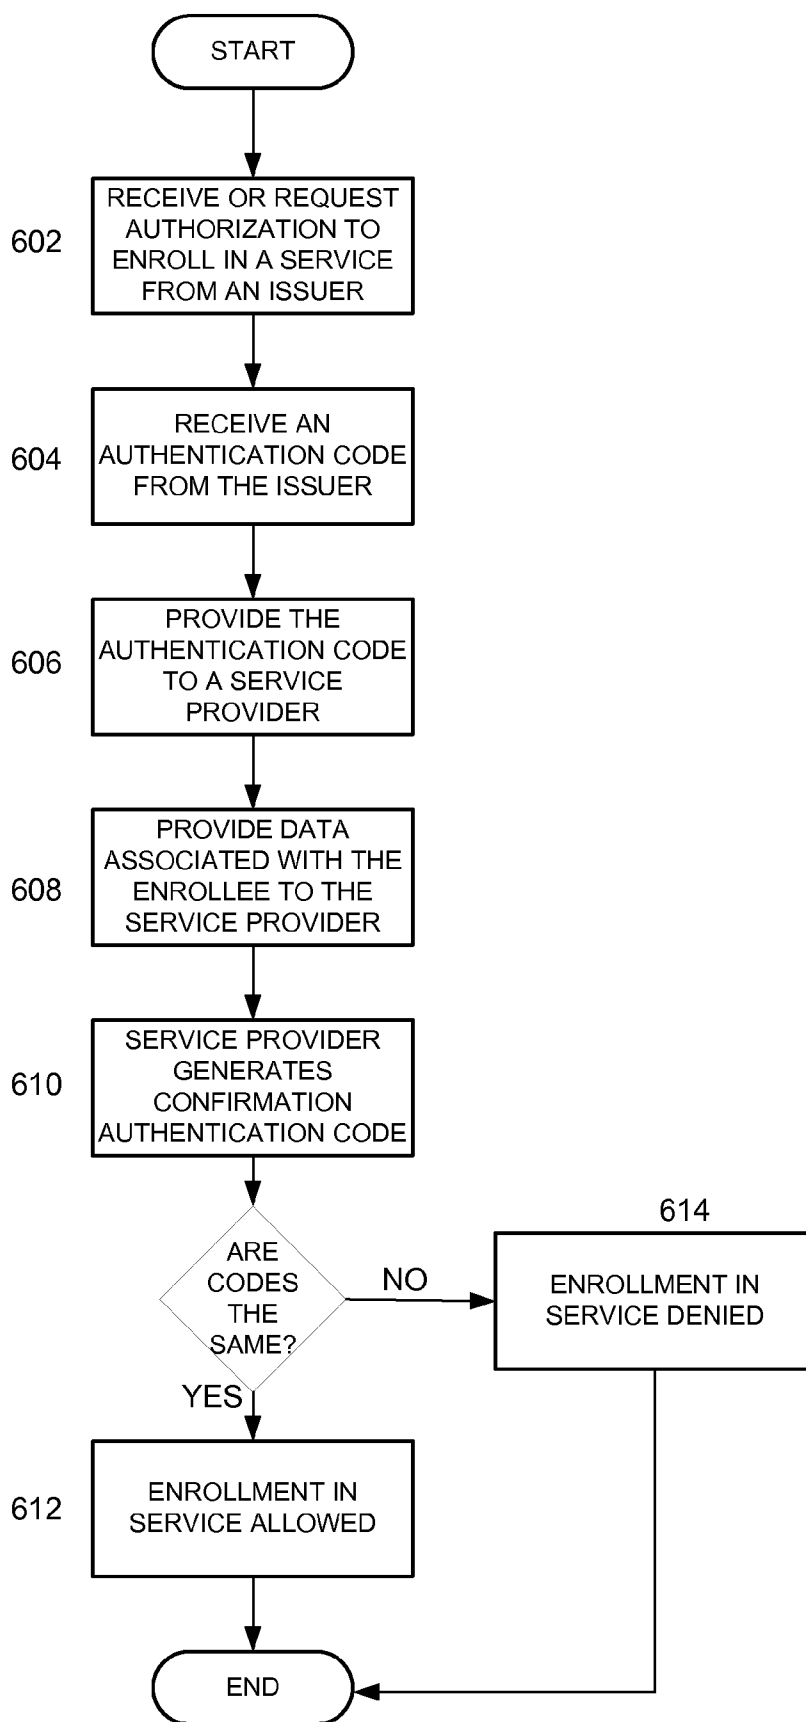 START
602
RECEIVE OR REQUEST
AUTHORIZATION TO
ENROLL IN A SERVICE
FROM AN ISSUER
604
RECEIVE AN
AUTHENTICATION CODE
FROM THE ISSUER
606
PROVIDE THE
AUTHENTICATION CODE
TO A SERVICE
PROVIDER
608
PROVIDE DATA
ASSOCIATED WITH THE
ENROLLEE TO THE
SERVICE PROVIDER
610
SERVICE PROVIDER
GENERATES
CONFIRMATION
AUTHENTICATION CODE
ARE
CODES
THE
SAME?
NO
614
ENROLLMENT IN
SERVICE DENIED
YES
612
ENROLLMENT IN
SERVICE ALLOWED
END